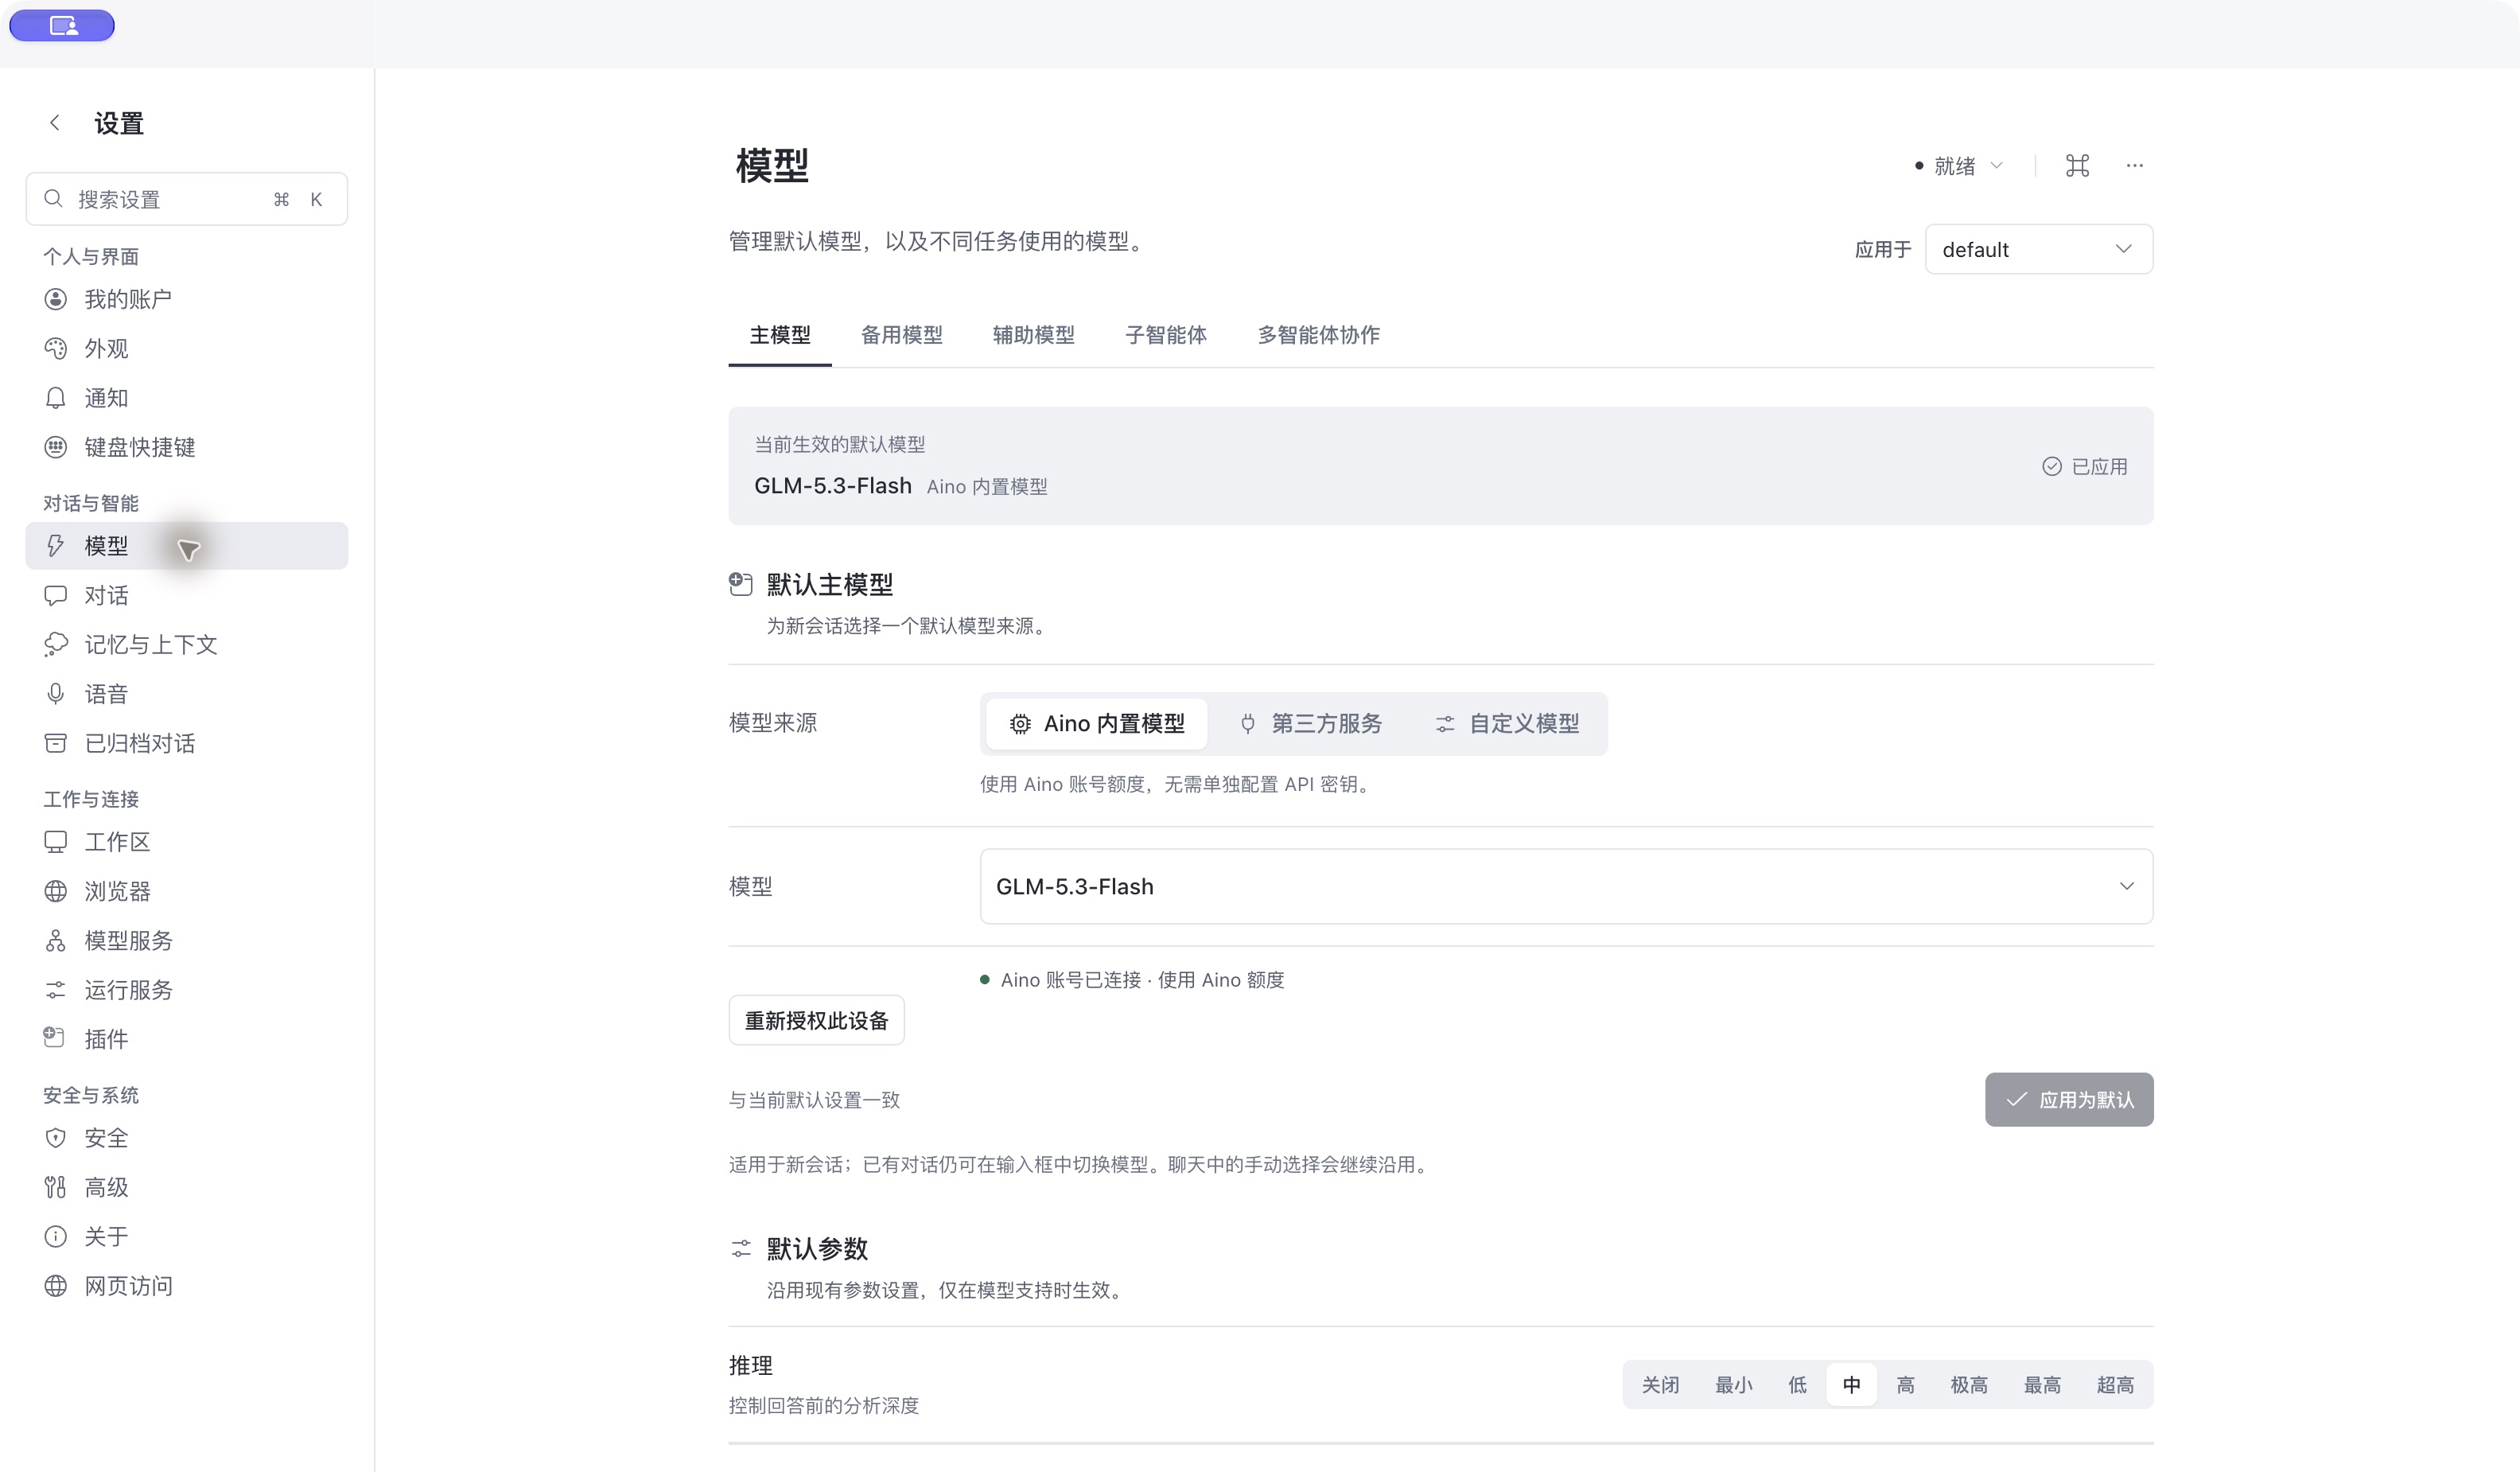 设置
搜索设置 ⌘ K
个人与界面
我的账户
外观
通知
键盘快捷键
对话与智能
模型
对话
记忆与上下文
语音
已归档对话
工作与连接
工作区
浏览器
模型服务
运行服务
插件
安全与系统
安全
高级
关于
网页访问
模型
就绪
管理默认模型，以及不同任务使用的模型。
应用于 default
主模型 备用模型 辅助模型 子智能体 多智能体协作
当前生效的默认模型
GLM-5.3-Flash Aino 内置模型
已应用
默认主模型
为新会话选择一个默认模型来源。
模型来源 Aino 内置模型 第三方服务 自定义模型
使用 Aino 账号额度，无需单独配置 API 密钥。
模型 GLM-5.3-Flash
Aino 账号已连接 · 使用 Aino 额度
重新授权此设备
与当前默认设置一致 应用为默认
适用于新会话；已有对话仍可在输入框中切换模型。聊天中的手动选择会继续沿用。
默认参数
沿用现有参数设置，仅在模型支持时生效。
推理
控制回答前的分析深度
关闭 最小 低 中 高 极高 最高 超高